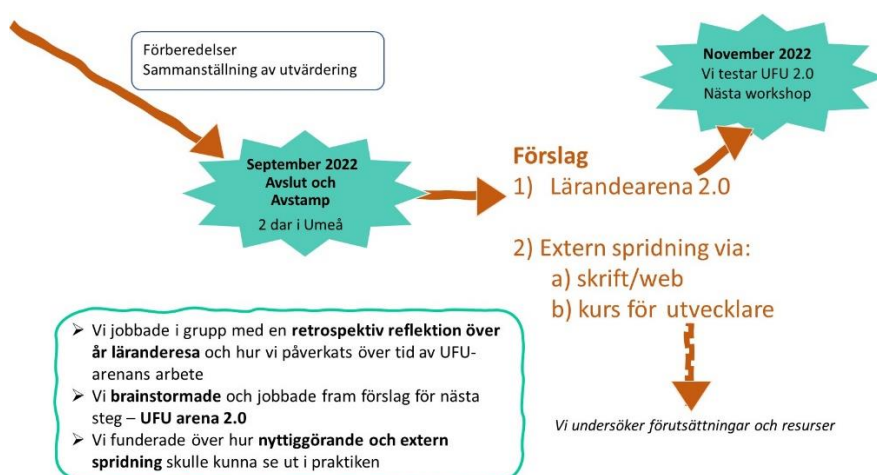 Förberedelser
Sammanställning av utvärdering
November 2022
Vi testar UFU 2.0
Nästa workshop
September 2022
Avslut och
Avstamp
2 dar i Umeå
Förslag
1) Lärandearena 2.0
2) Extern spridning via:
a) skrift/web
b) kurs för utvecklare
➢ Vi jobbade i grupp med en retrospektiv reflektion över
år läranderesa och hur vi påverkats över tid av UFU-
arenans arbete
➢ Vi brainstormade och jobbade fram förslag för nästa
steg – UFU arena 2.0
➢ Vi funderade över hur nyttiggörande och extern
spridning skulle kunna se ut i praktiken
Vi undersöker förutsättningar och resurser